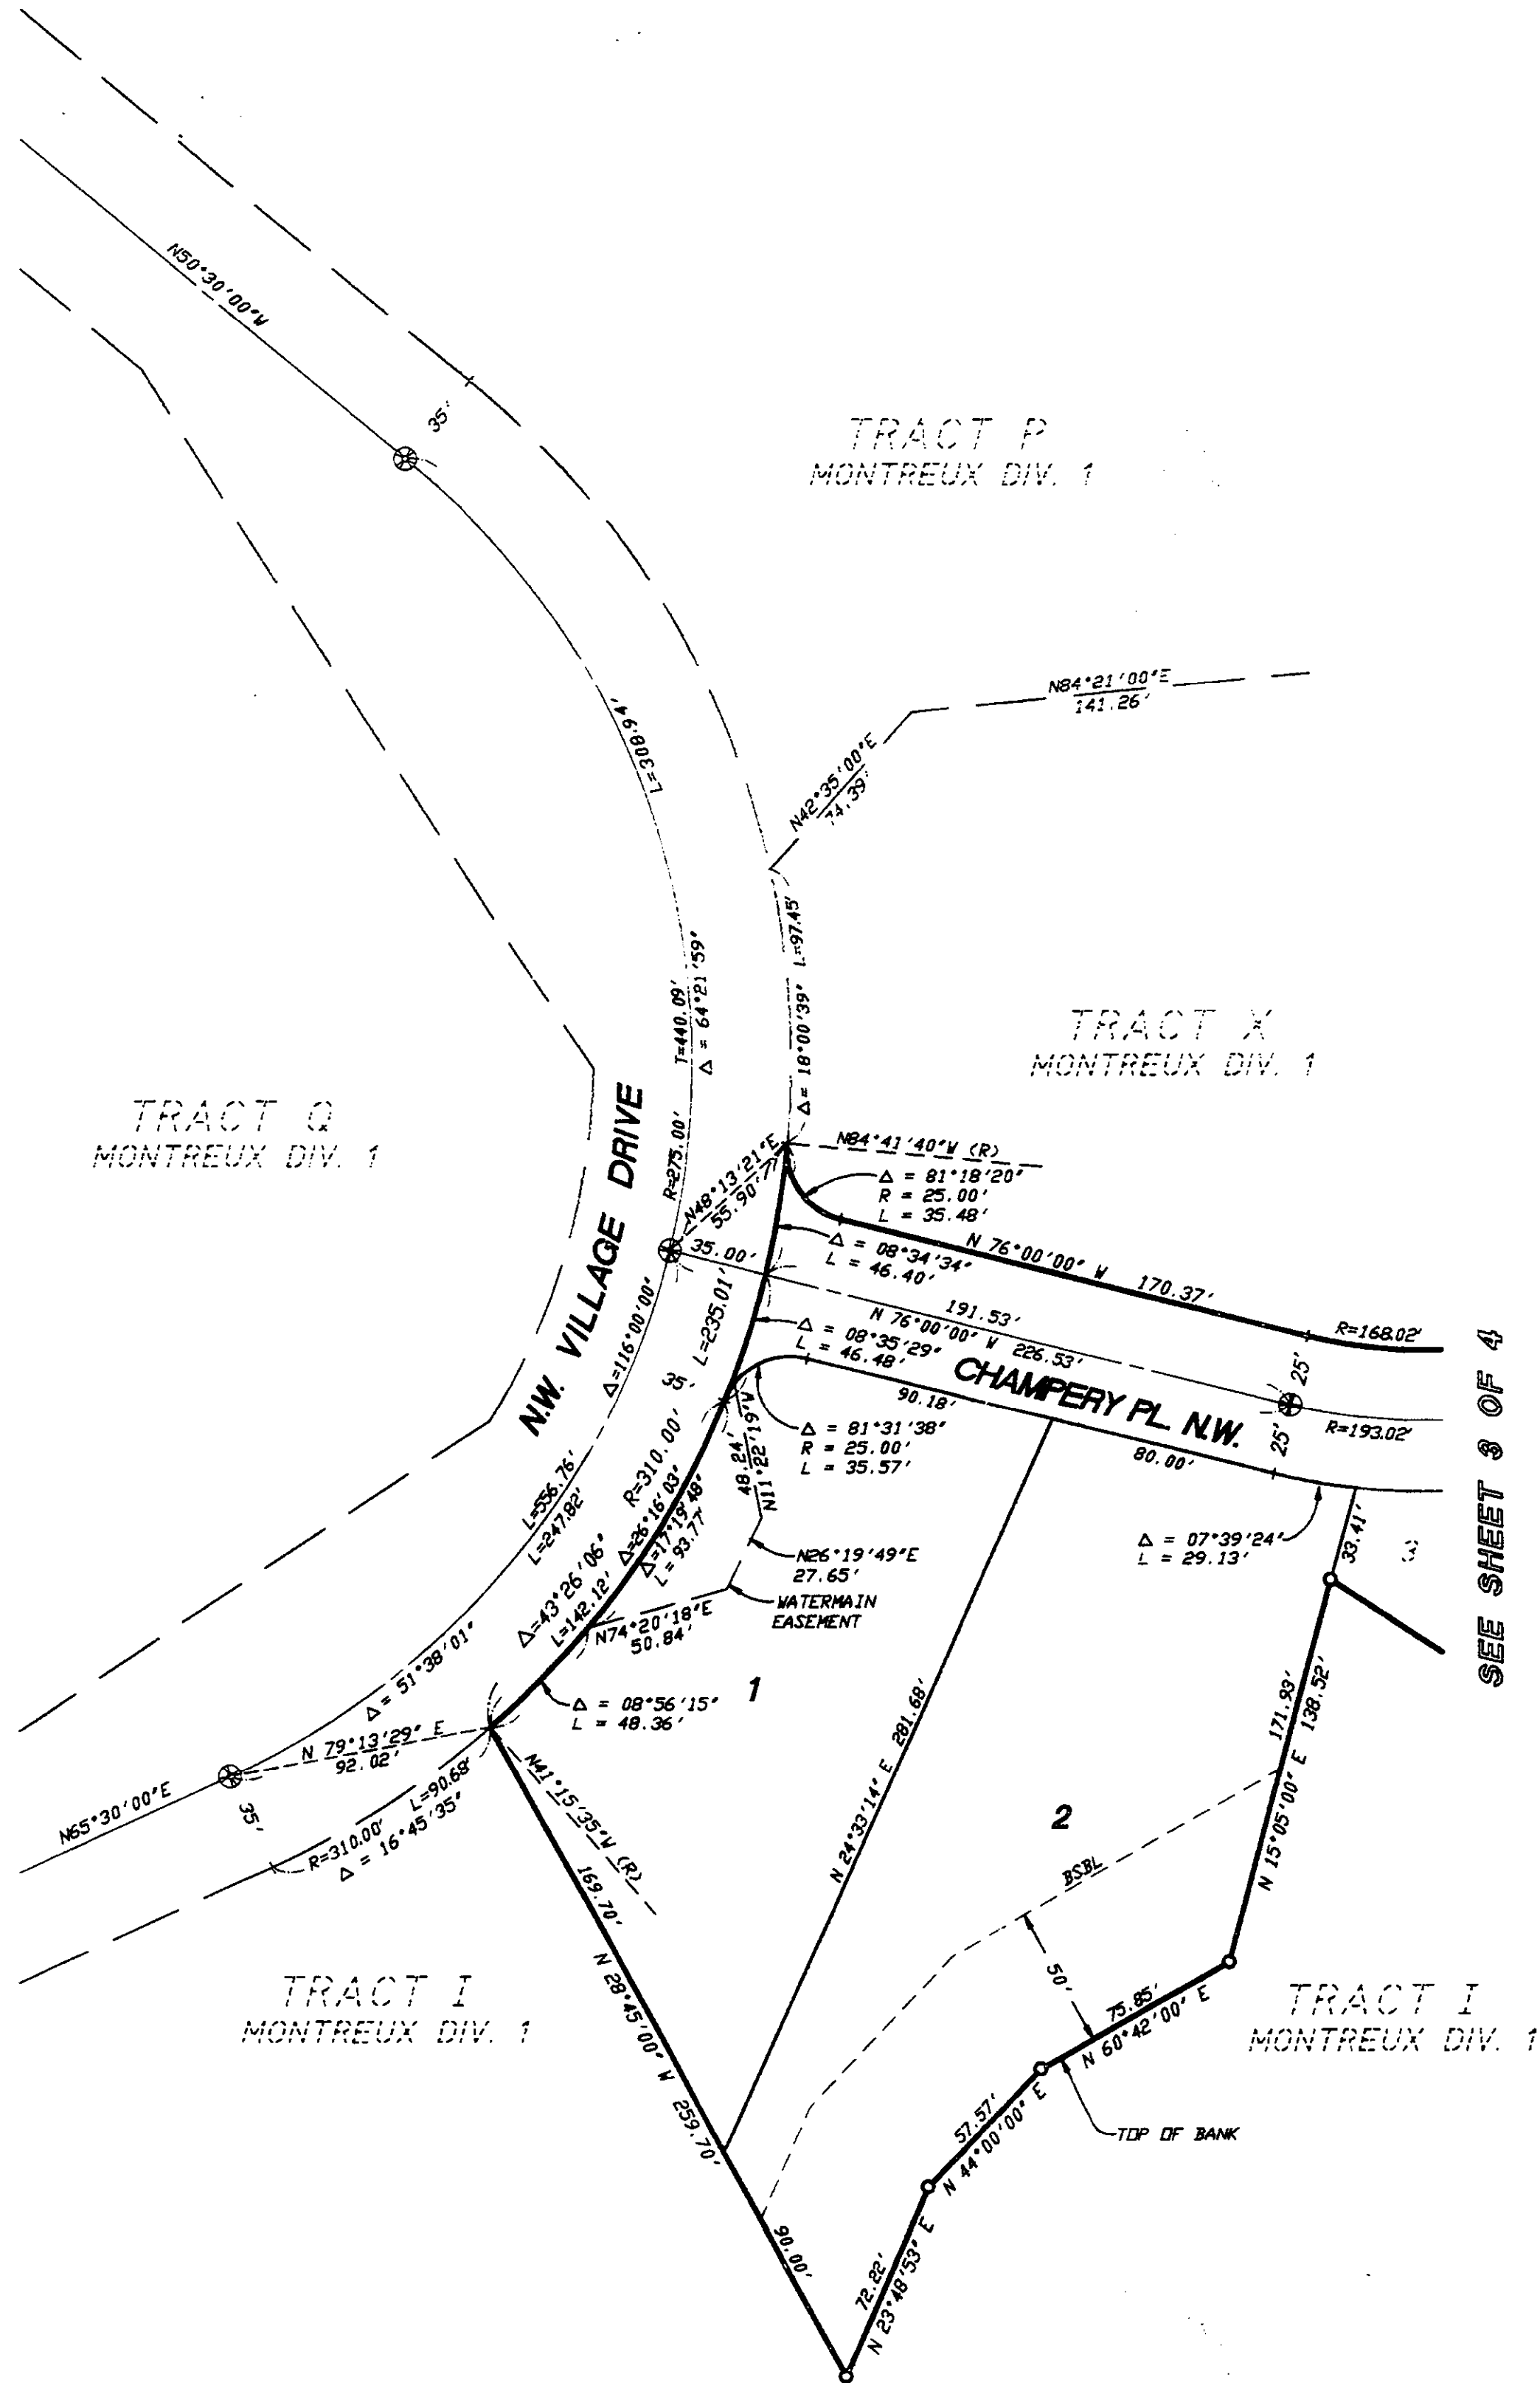 N50°30'00"W
35'
TRACT P
MONTREUX DIV. 1
L=308.94'
N84°21'00"E
141.26'
N42°35'00"E
74.39'
Δ = 18°00'39" L=97.45'
R=275.00' T=440.09'
Δ = 64°21'59"
TRACT X
MONTREUX DIV. 1
TRACT Q
MONTREUX DIV. 1
N.W. VILLAGE DRIVE
N84°41'40"W (R)
Δ = 81°18'20"
R = 25.00'
L = 35.48'
N48°13'21"E
55.90'
35.00'
Δ = 08°34'34"
L = 46.40'
N 76°00'00" W 170.37'
191.53'
N 76°00'00" W 226.53'
R=168.02'
Δ = 08°35'29"
L = 46.48'
CHAMPERY PL. N.W.
25'
25'
R=193.02'
90.18'
80.00'
Δ = 81°31'38"
R = 25.00'
L = 35.57'
Δ=116°00'00"
L=556.76'
L=247.82'
L=235.01'
35'
R=310.00'
Δ=43°26'06"
Δ=26°16'03"
L=142.12'
Δ=17°19'48"
L = 93.77'
48.24'
N11°22'19"W
N26°19'49"E
27.65'
WATERMAIN
EASEMENT
N74°20'18"E
50.84'
Δ = 07°39'24"
L = 29.13'
33.41'
3
SEE SHEET 3 OF 4
Δ = 51°38'01"
Δ = 08°56'15"
L = 48.36'
1
N 79°13'29" E
92.02'
N65°30'00"E
35'
L=90.68'
R=310.00'
Δ = 16°45'35"
N41°15'35"W (R)
N 24°33'14" E 281.68'
2
BSBL
171.93'
N 15°05'00" E 138.52'
169.70'
N 28°45'00" W 259.70'
50'
75.85'
N 60°42'00" E
TRACT I
MONTREUX DIV. 1
TRACT I
MONTREUX DIV. 1
57.57'
N 44°00'00" E
TOP OF BANK
90.00'
72.22'
N 23°48'53" E